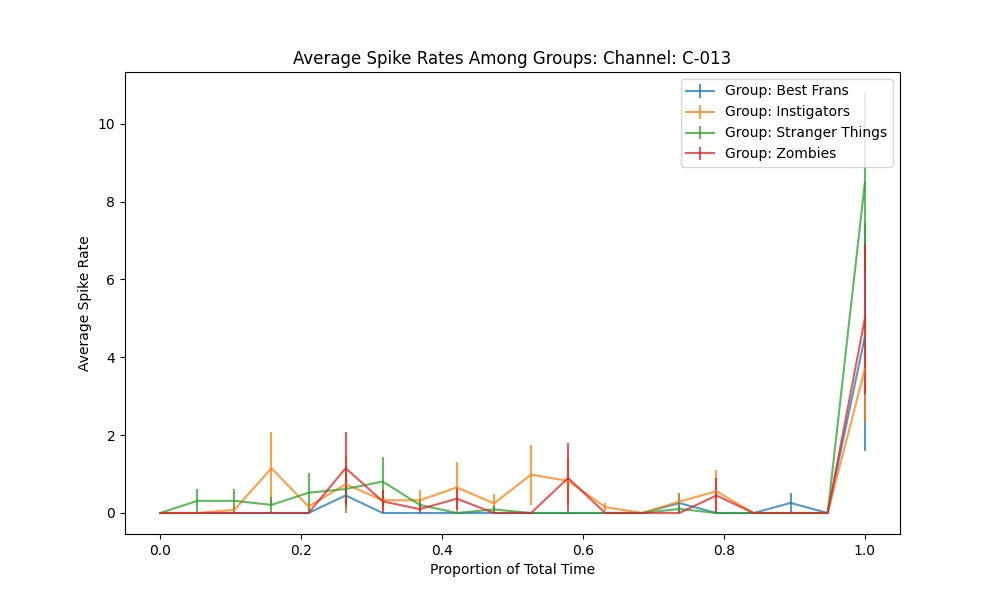 Average Spike Rates Among Groups: Channel: C-013
Group: Best Frans
Group: Instigators
Group: Stranger Things
Group: Zombies
Average Spike Rate
10
8
6
4
2
0
0.0 0.2 0.4 0.6 0.8 1.0
Proportion of Total Time